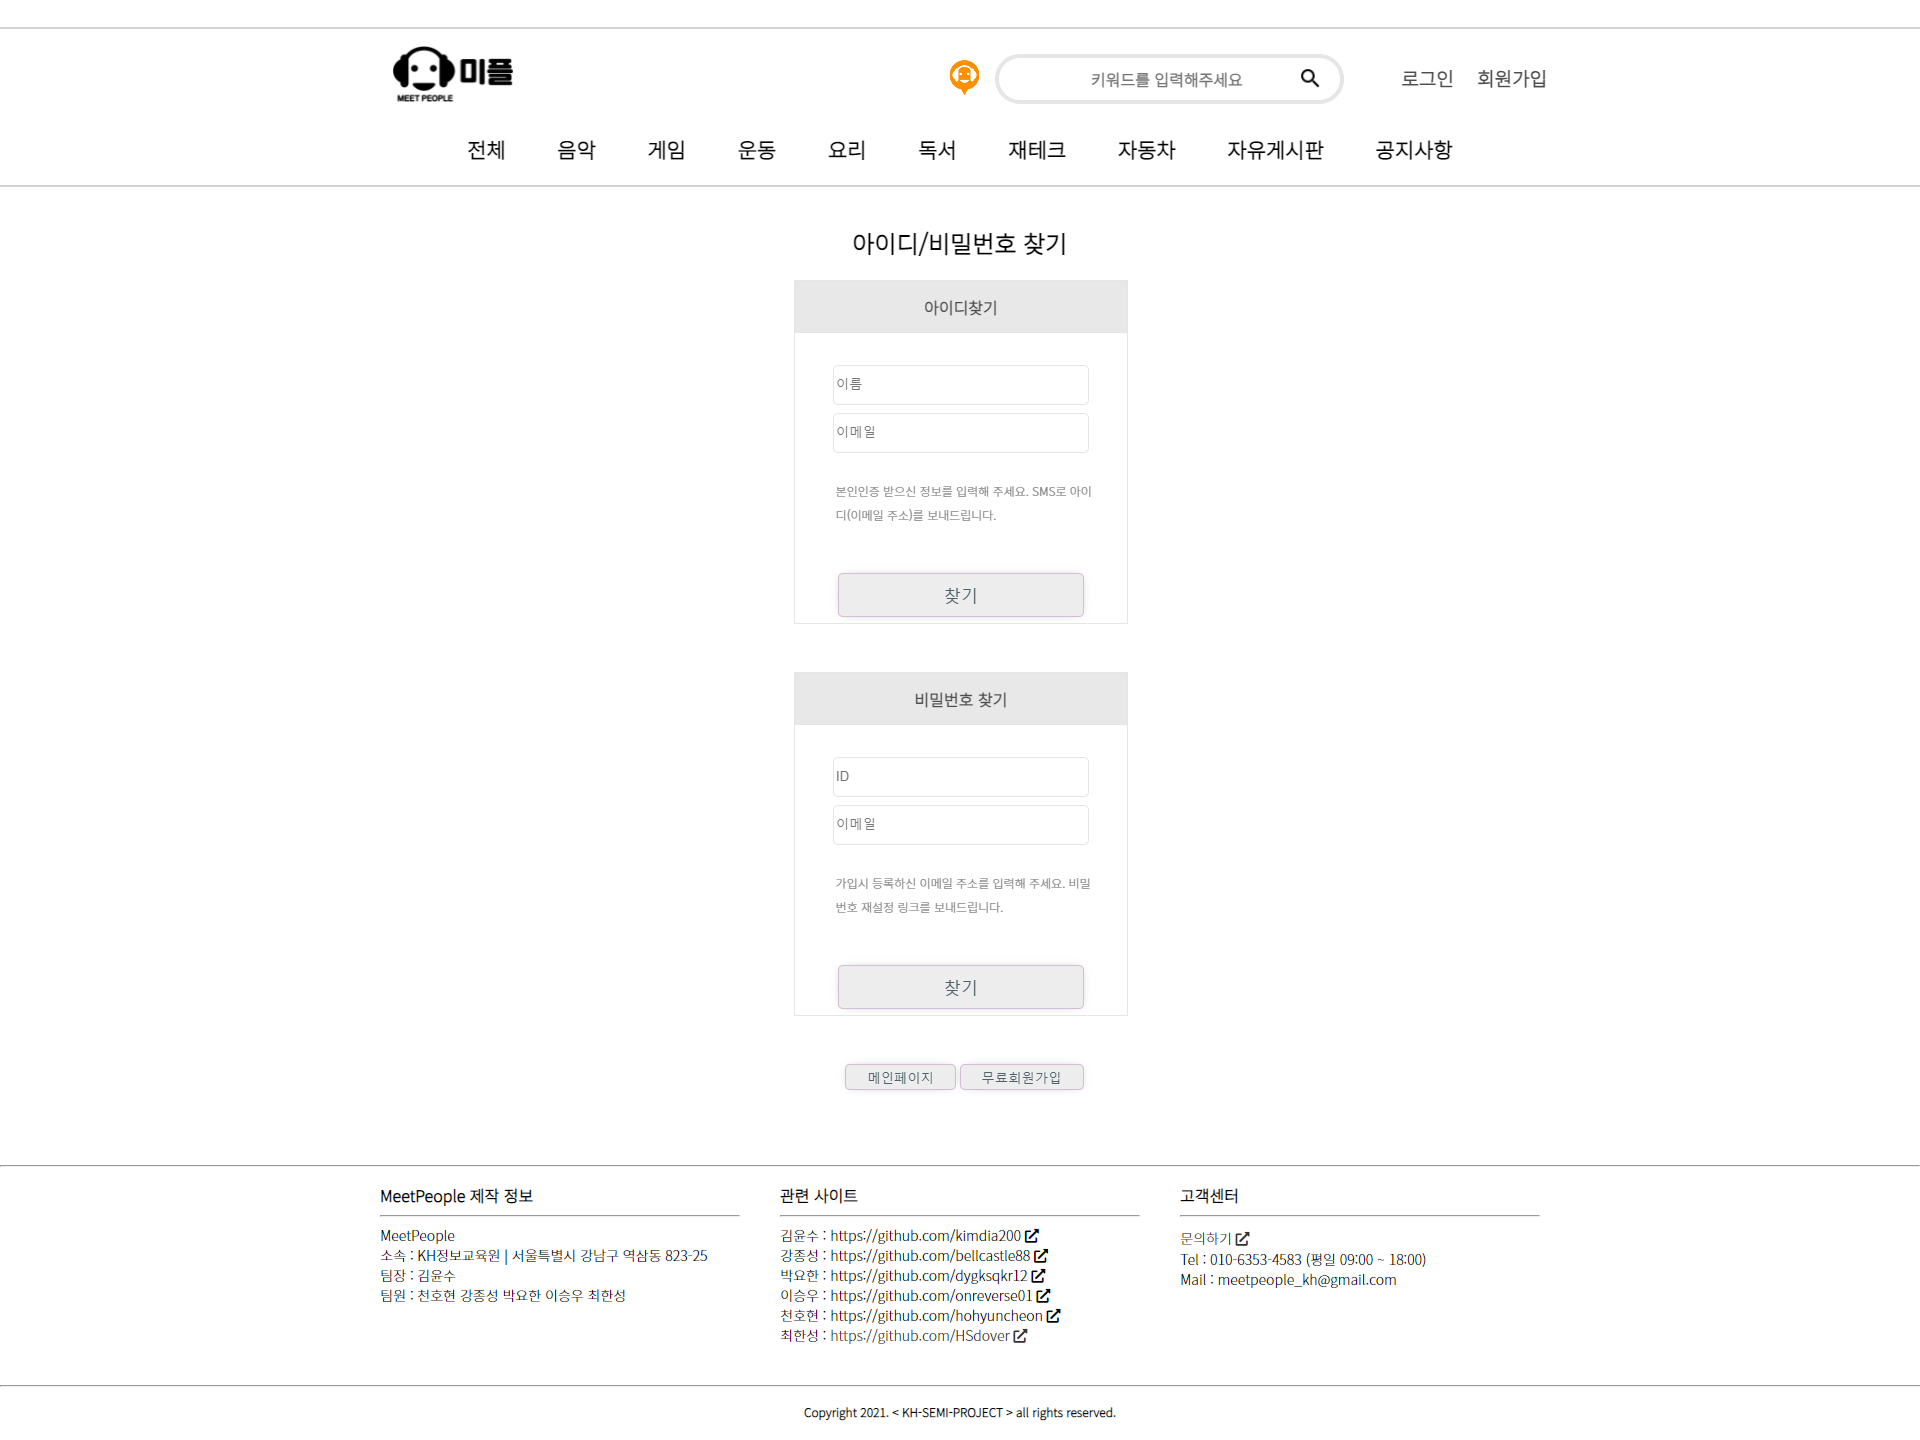 미플
MEET PEOPLE
키워드를 입력해주세요
로그인 회원가입
전체 음악 게임 운동 요리 독서 재테크 자동차 자유게시판 공지사항
아이디/비밀번호 찾기
아이디찾기
이름
이메일
본인인증 받으신 정보를 입력해 주세요. SMS로 아이
디(이메일 주소)를 보내드립니다.
찾기
비밀번호 찾기
ID
이메일
가입시 등록하신 이메일 주소를 입력해 주세요. 비밀
번호 재설정 링크를 보내드립니다.
찾기
메인페이지 무료회원가입
MeetPeople 제작 정보
MeetPeople
소속 : KH정보교육원 | 서울특별시 강남구 역삼동 823-25
팀장 : 김윤수
팀원 : 천호현 강종성 박요한 이승우 최한성
관련 사이트
김윤수 : https://github.com/kimdia200
강종성 : https://github.com/bellcastle88
박요한 : https://github.com/dygksqkr12
이승우 : https://github.com/onreverse01
천호현 : https://github.com/hohyuncheon
최한성 : https://github.com/HSdover
고객센터
문의하기
Tel : 010-6353-4583 (평일 09:00 ~ 18:00)
Mail : meetpeople_kh@gmail.com
Copyright 2021. < KH-SEMI-PROJECT > all rights reserved.